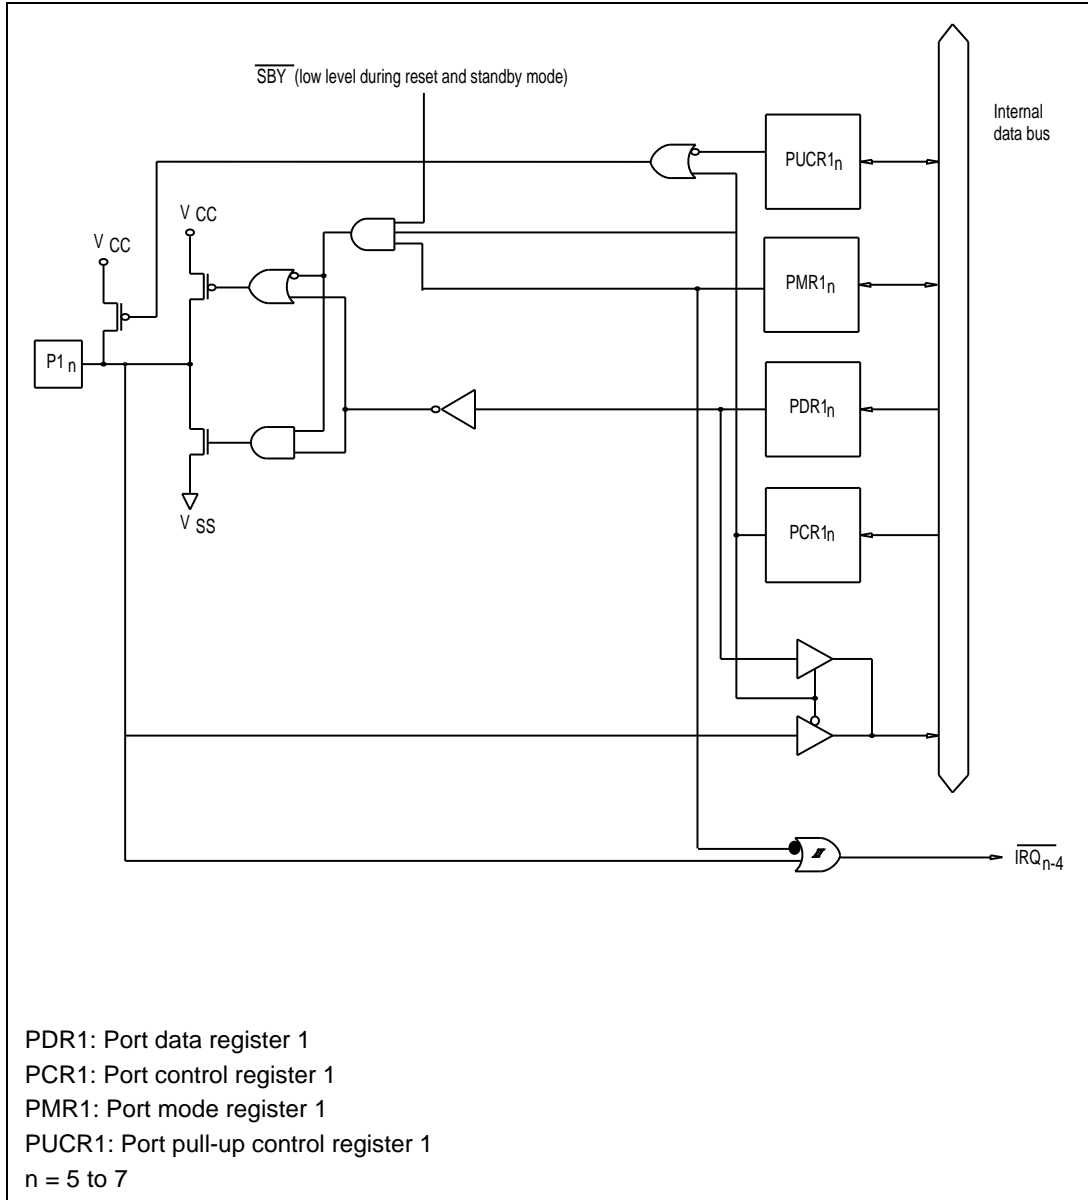 SBY (low level during reset and standby mode)
Internal
data bus
PUCR1n
VCC
VCC
PMR1n
P1n
PDR1n
VSS
PCR1n
IRQn-4
PDR1: Port data register 1
PCR1: Port control register 1
PMR1: Port mode register 1
PUCR1: Port pull-up control register 1
n = 5 to 7